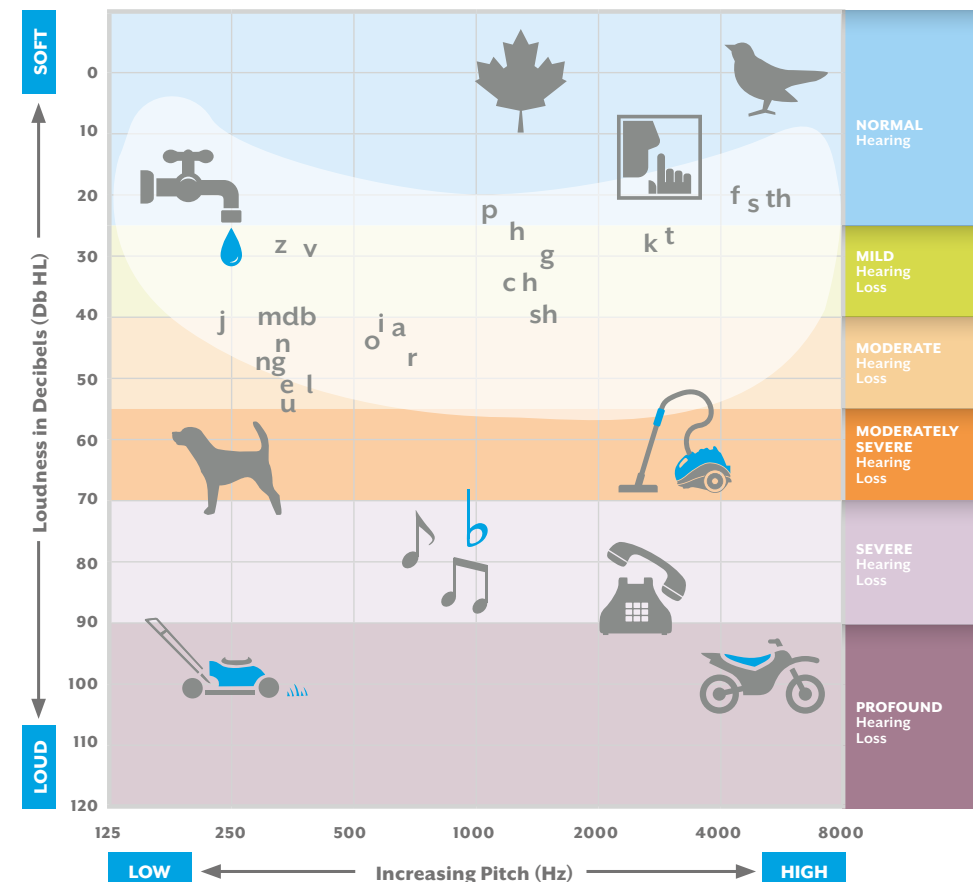 SOFT
Loudness in Decibels (Db HL)
LOUD
0
10
20
30
40
50
60
70
80
90
100
110
120
f s th
p
h
k t
z v
g
c h
j
mdb
i
a
sh
n
o
ng
r
e l
u
NORMAL
Hearing
MILD
Hearing
Loss
MODERATE
Hearing
Loss
MODERATELY
SEVERE
Hearing
Loss
SEVERE
Hearing
Loss
PROFOUND
Hearing
Loss
125 250 500 1000 2000 4000 8000
LOW Increasing Pitch (Hz) HIGH